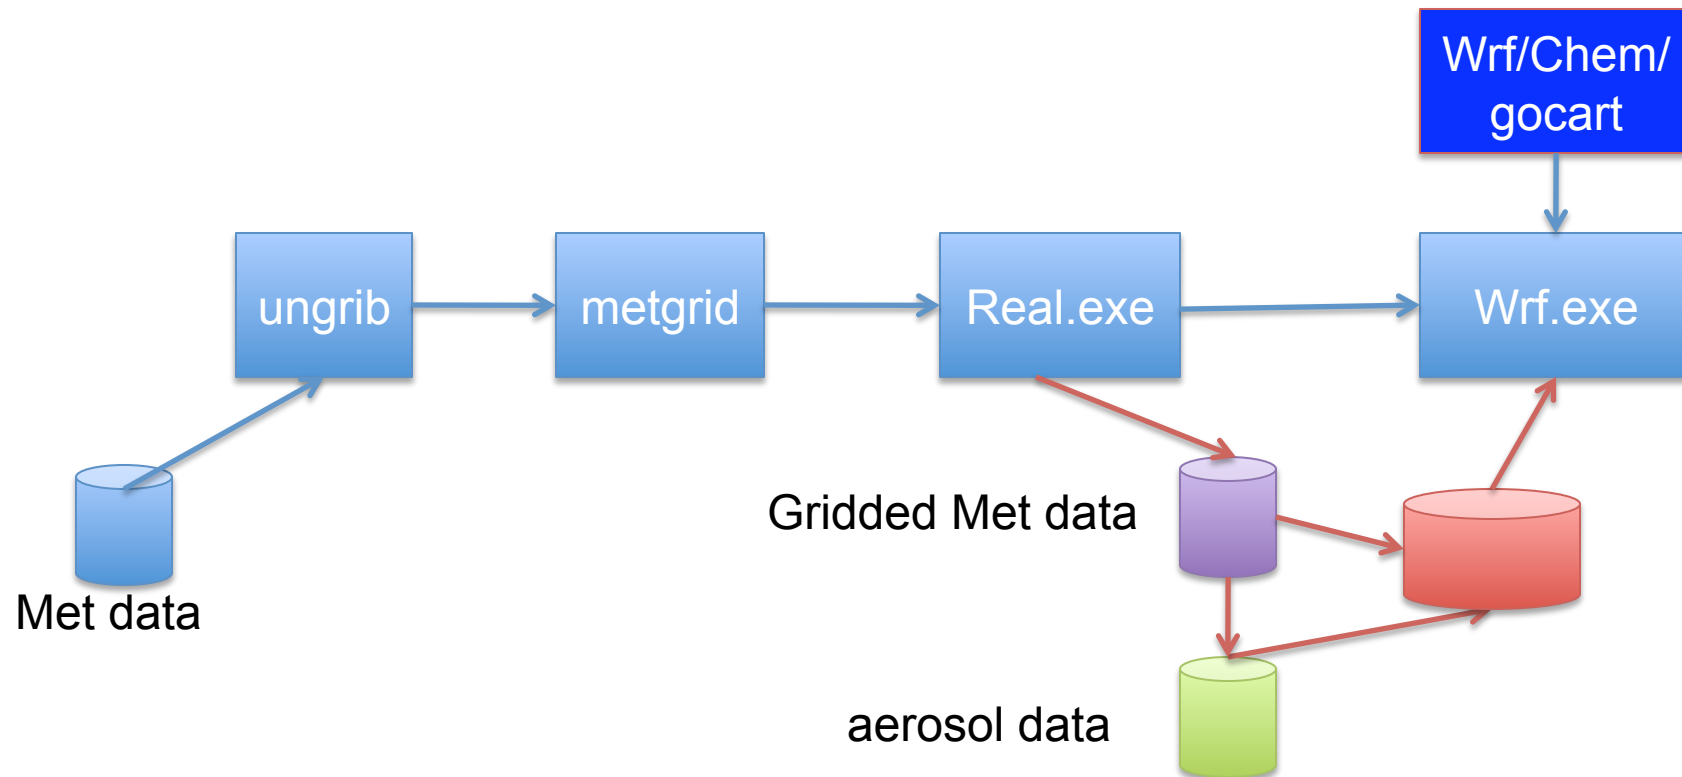 Wrf/Chem/
gocart
ungrib
metgrid
Real.exe
Wrf.exe
Gridded Met data
Met data
aerosol data